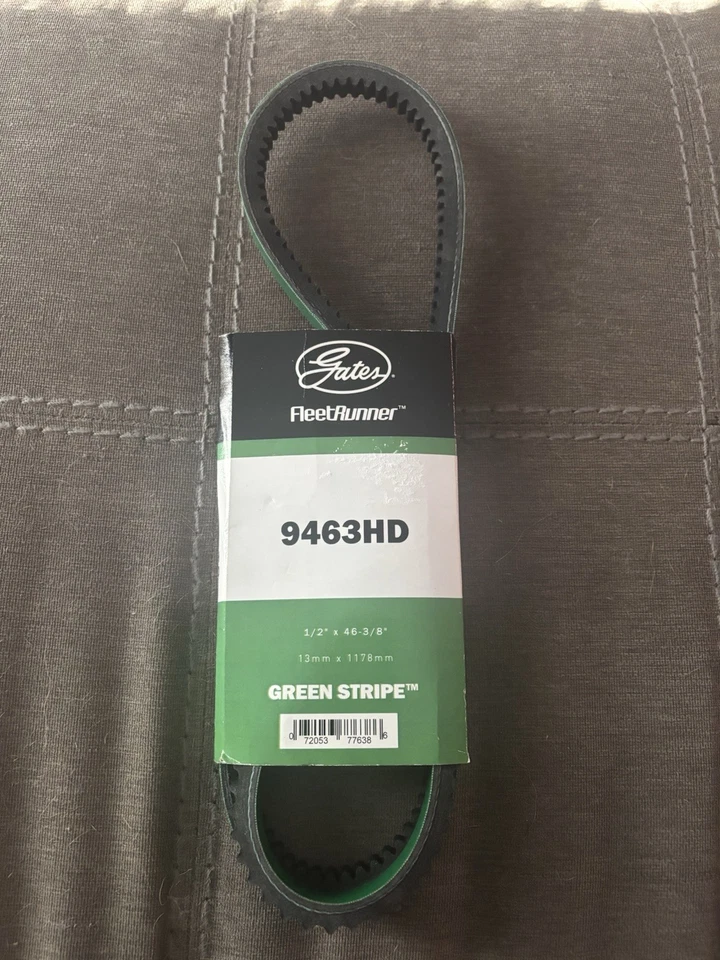 Gates®
FleetRunner™
9463HD
1/2" x 46-3/8"
13mm x 1178mm
GREEN STRIPE™
0 72053 77638 6